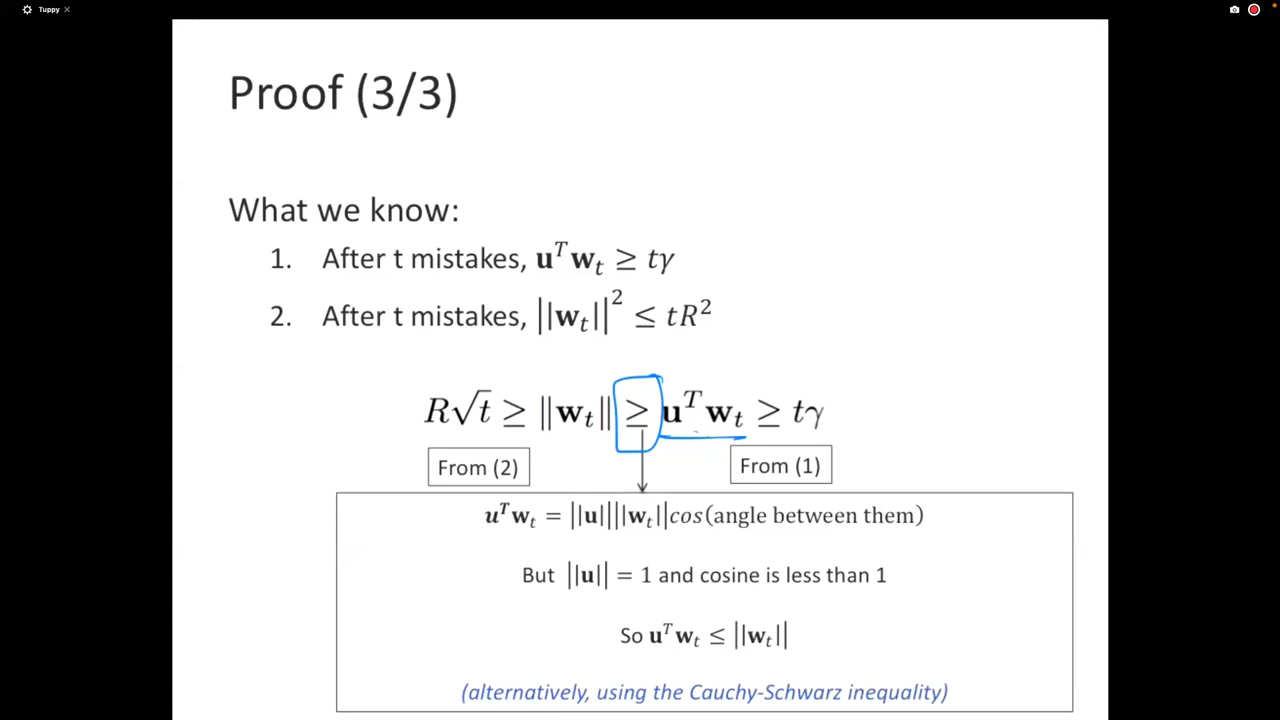 Tuppy ×
Proof (3/3)
What we know:
1. After t mistakes, 𝐮ᵀ𝐰ₜ ≥ tγ
2. After t mistakes, ||𝐰ₜ||² ≤ tR²
R√t ≥ ‖𝐰ₜ‖ ≥ 𝐮ᵀ𝐰ₜ ≥ tγ
From (2) From (1)
𝒖ᵀ𝐰ₜ = ||𝐮||||𝐰ₜ||cos(angle between them)
But ||𝐮|| = 1 and cosine is less than 1
So 𝐮ᵀ𝐰ₜ ≤ ||𝐰ₜ||
(alternatively, using the Cauchy-Schwarz inequality)